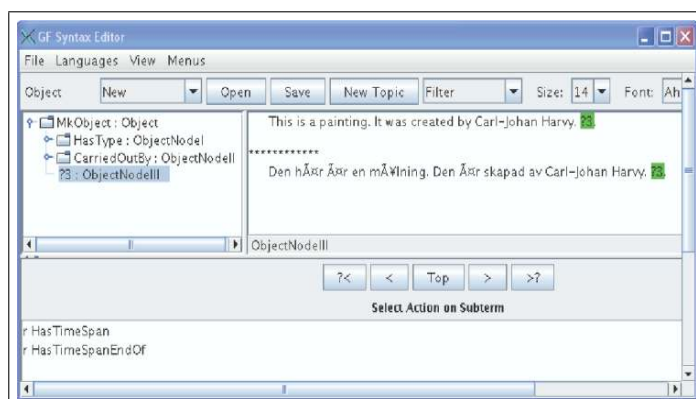 GF Syntax Editor
File Languages View Menus
Object New Open Save New Topic Filter Size: 14 Font: Ah
MkObject : Object
HasType : ObjectNodeI
CarriedOutBy : ObjectNodeII
?3 : ObjectNodeIII
This is a painting. It was created by Carl-Johan Harvy. ?3.
************
Den hÃ¤r Ã¤r en mÃ¥lning. Den Ã¤r skapad av Carl-Johan Harvy. ?3.
ObjectNodeIII
?< < Top > >?
Select Action on Subterm
r HasTimeSpan
r HasTimeSpanEndOf